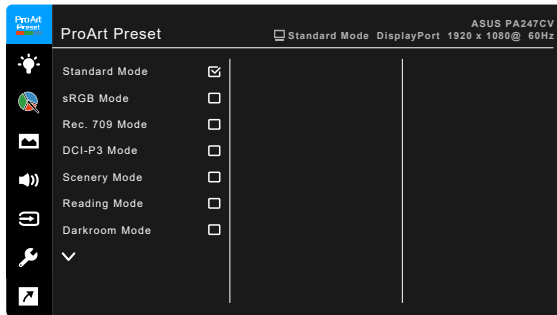 ProArt
Preset
ProArt Preset
ASUS PA247CV
Standard Mode DisplayPort 1920 x 1080@ 60Hz
Standard Mode
sRGB Mode
Rec. 709 Mode
DCI-P3 Mode
Scenery Mode
Reading Mode
Darkroom Mode